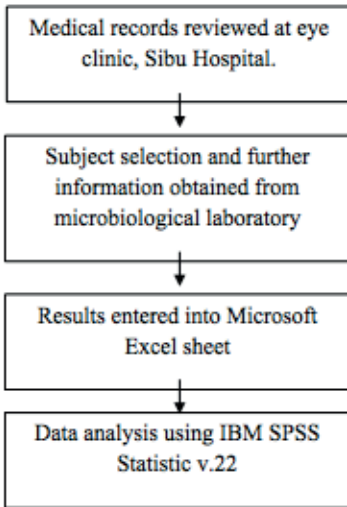 Medical records reviewed at eye
clinic, Sibu Hospital.
Subject selection and further
information obtained from
microbiological laboratory
Results entered into Microsoft
Excel sheet
Data analysis using IBM SPSS
Statistic v.22